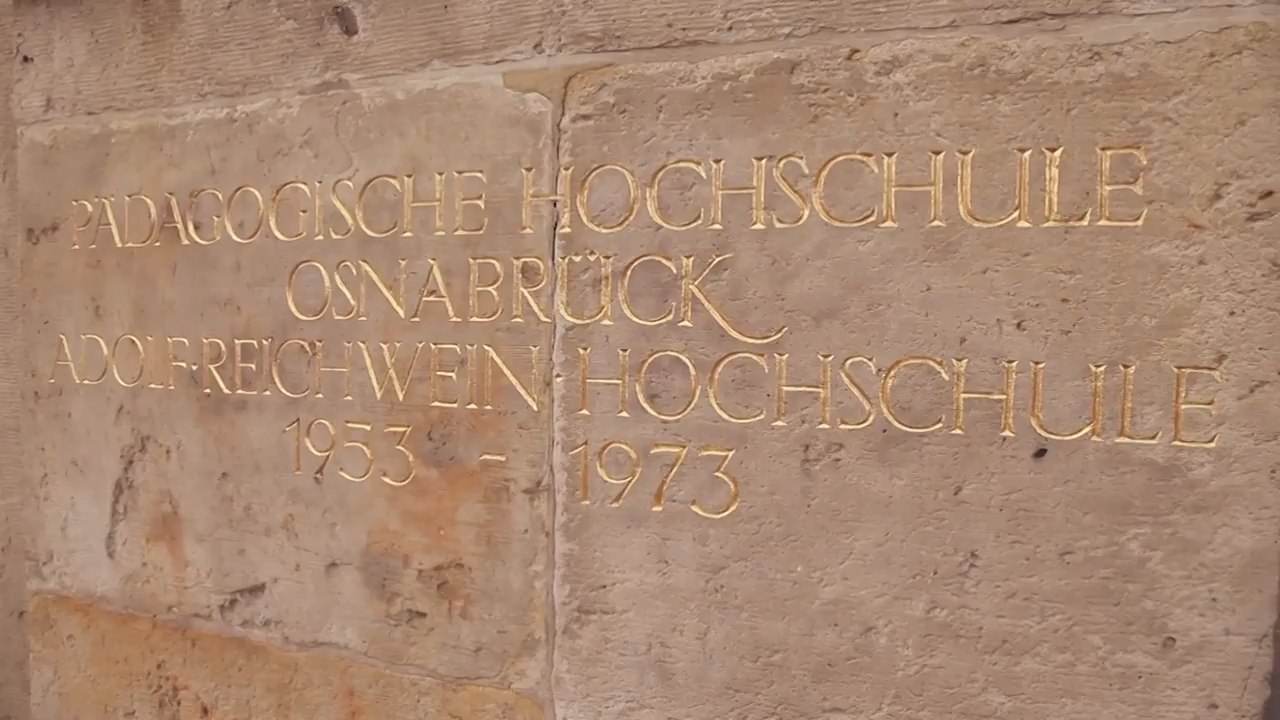 PÄDAGOGISCHE HOCHSCHULE
OSNABRÜCK
ADOLF-REICHWEIN HOCHSCHULE
1953 - 1973